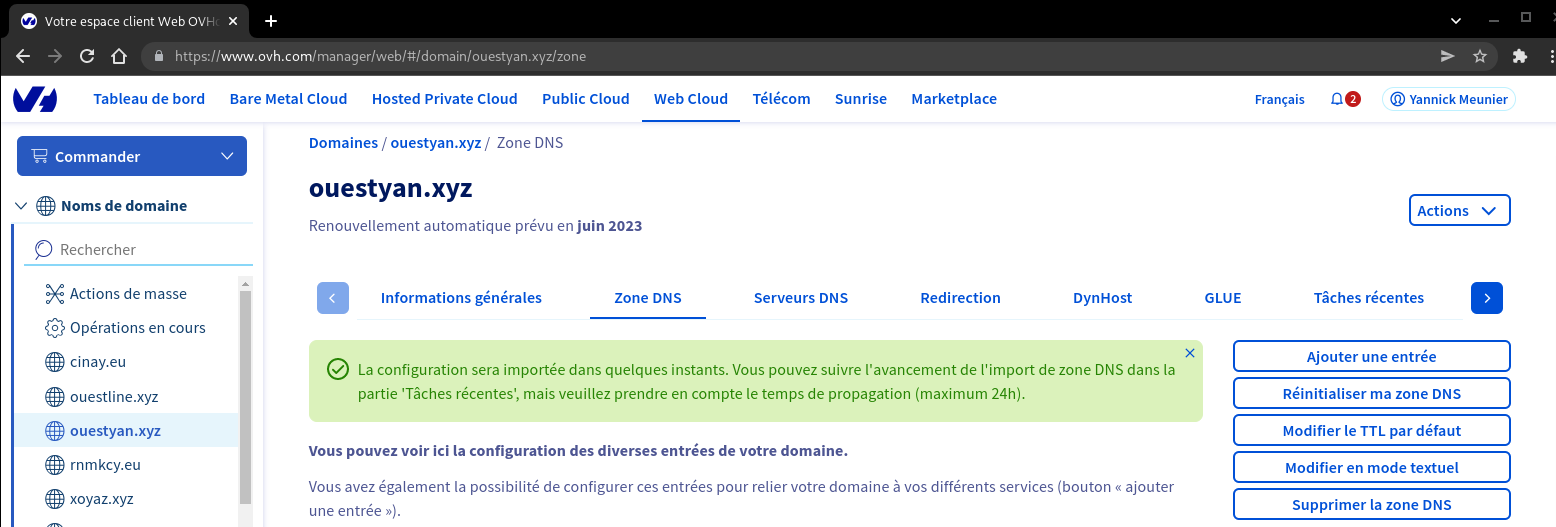 Votre espace client Web OVHc
https://www.ovh.com/manager/web/#/domain/ouestyan.xyz/zone
Tableau de bord Bare Metal Cloud Hosted Private Cloud Public Cloud Web Cloud Télécom Sunrise Marketplace Français 2 Yannick Meunier
Commander
Noms de domaine
Rechercher
Actions de masse
Opérations en cours
cinay.eu
ouestline.xyz
ouestyan.xyz
rnmkcy.eu
xoyaz.xyz
Domaines / ouestyan.xyz / Zone DNS
ouestyan.xyz
Renouvellement automatique prévu en juin 2023
Actions
Informations générales Zone DNS Serveurs DNS Redirection DynHost GLUE Tâches récentes
La configuration sera importée dans quelques instants. Vous pouvez suivre l'avancement de l'import de zone DNS dans la
partie 'Tâches récentes', mais veuillez prendre en compte le temps de propagation (maximum 24h).
Vous pouvez voir ici la configuration des diverses entrées de votre domaine.
Vous avez également la possibilité de configurer ces entrées pour relier votre domaine à vos différents services (bouton « ajouter
une entrée »).
Ajouter une entrée
Réinitialiser ma zone DNS
Modifier le TTL par défaut
Modifier en mode textuel
Supprimer la zone DNS